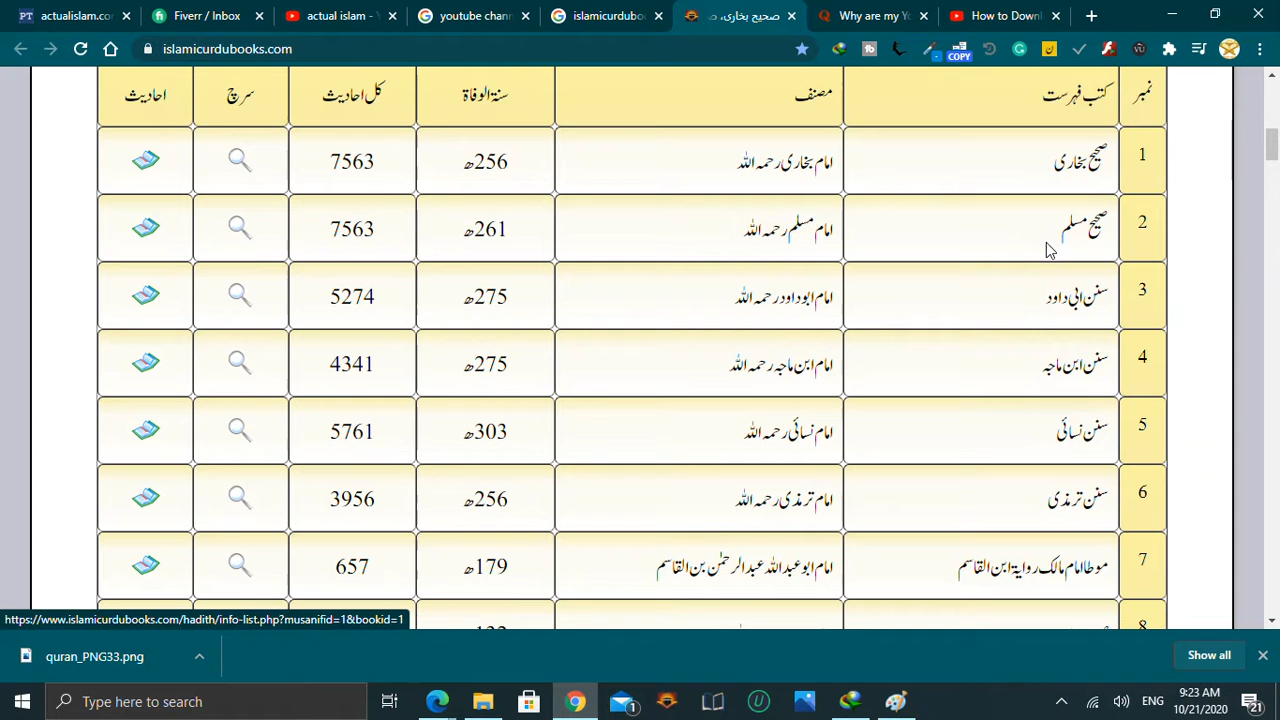 actualislam.co
Fiverr / Inbox
actual islam - Y
youtube chann
islamicurdubo
صحیح بخاری، ص
Why are my Yo
How to Downl
islamicurdubooks.com
COPY
نمبر کتب فہرست مصنف سنۃ الوفاۃ کل احادیث سرچ احادیث
1 صحیح بخاری امام بخاری رحمہ اللہ 256ھ 7563
2 صحیح مسلم امام مسلم رحمہ اللہ 261ھ 7563
3 سنن ابی داود امام ابوداود رحمہ اللہ 275ھ 5274
4 سنن ابن ماجہ امام ابن ماجہ رحمہ اللہ 275ھ 4341
5 سنن نسائی امام نسائی رحمہ اللہ 303ھ 5761
6 سنن ترمذی امام ترمذی رحمہ اللہ 256ھ 3956
7 موطا امام مالک روایۃ ابن القاسم امام ابوعبداللہ عبدالرحمٰن بن القاسم 179ھ 657
8
https://www.islamicurdubooks.com/hadith/info-list.php?musanifid=1&bookid=1
quran_PNG33.png
Show all
Type here to search
1
ENG
9:23 AM
10/21/2020
21